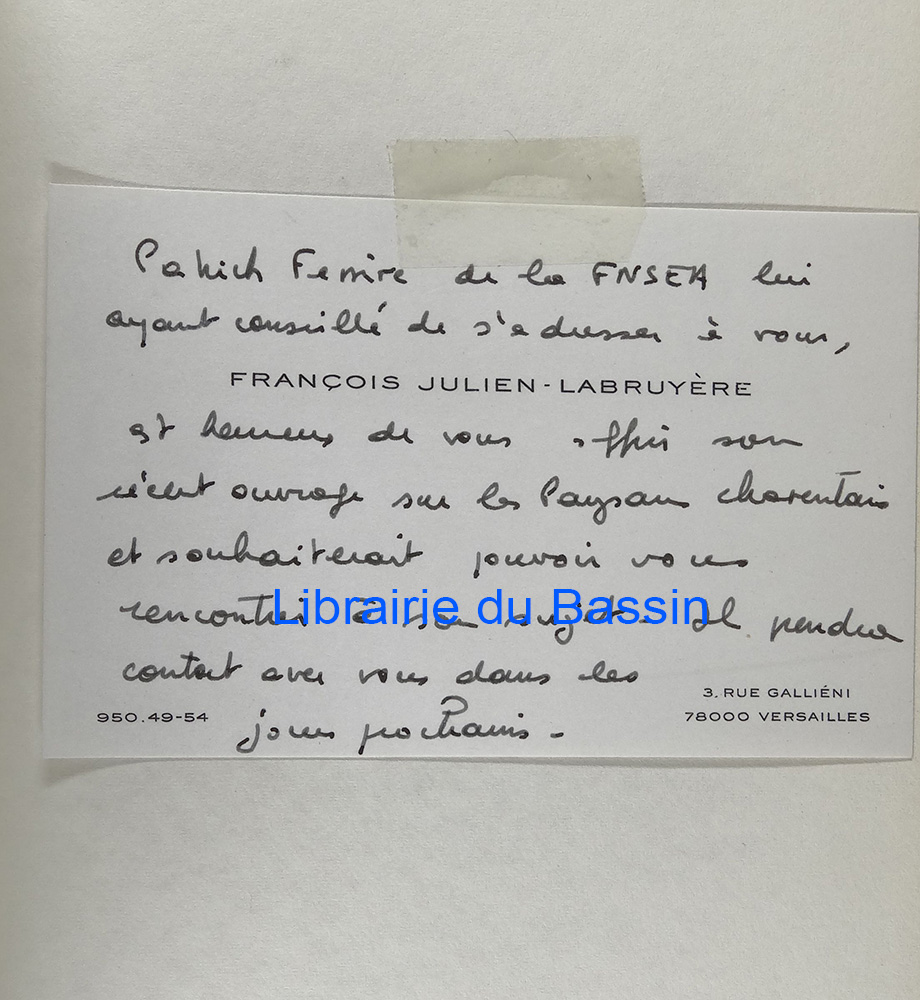 Patrick Ferrère de la FNSEA lui
ayant conseillé de s'adresser à vous,
FRANÇOIS JULIEN-LABRUYÈRE
est heureux de vous offrir son
récent ouvrage sur les Paysans charentais
et souhaiterait pouvoir vous
rencontrer à son sujet. Il prendra
Librairie du Bassin
contact avec vous dans les
jours prochains.
950.49-54
3, RUE GALLIÉNI
78000 VERSAILLES